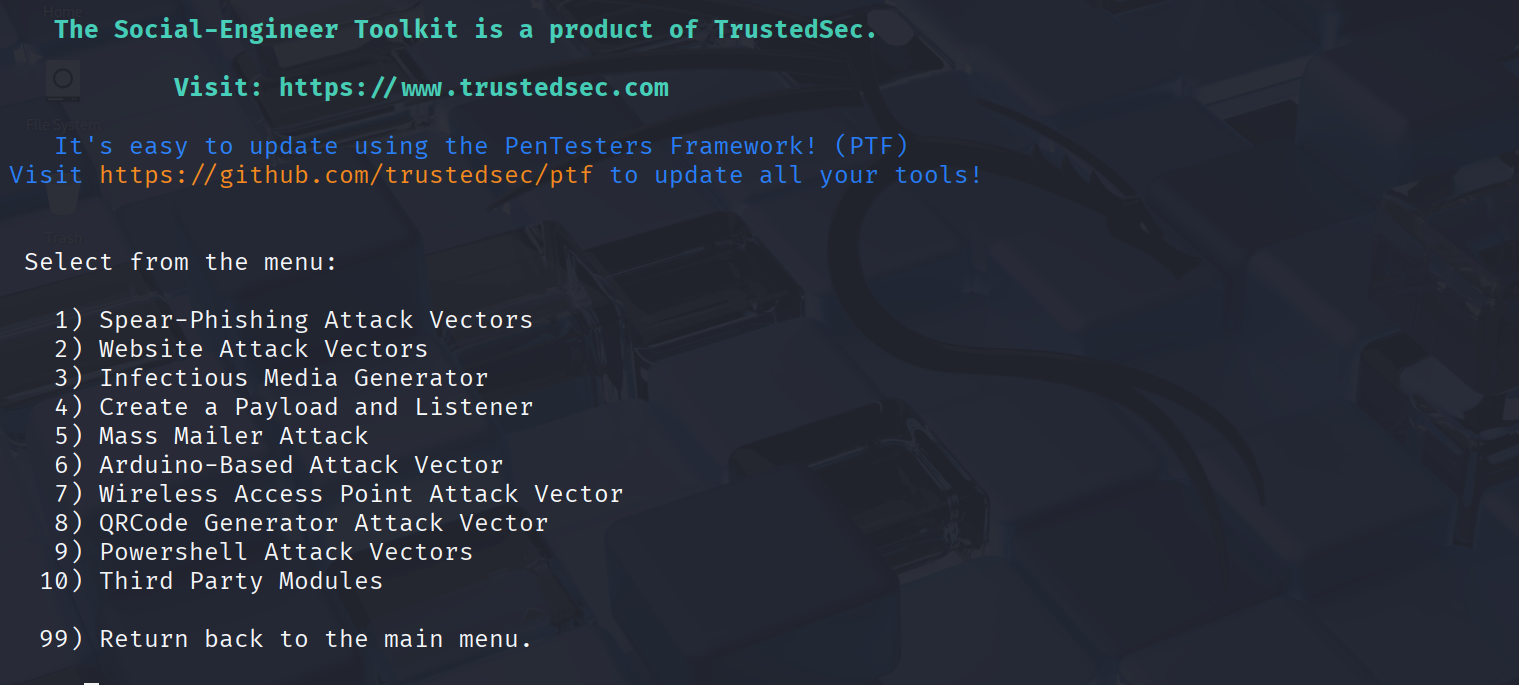 Home
The Social-Engineer Toolkit is a product of TrustedSec.
Visit: https://www.trustedsec.com
File System
It's easy to update using the PenTesters Framework! (PTF)
Visit https://github.com/trustedsec/ptf to update all your tools!
Trash
Select from the menu:
1) Spear-Phishing Attack Vectors
2) Website Attack Vectors
3) Infectious Media Generator
4) Create a Payload and Listener
5) Mass Mailer Attack
6) Arduino-Based Attack Vector
7) Wireless Access Point Attack Vector
8) QRCode Generator Attack Vector
9) Powershell Attack Vectors
10) Third Party Modules
99) Return back to the main menu.